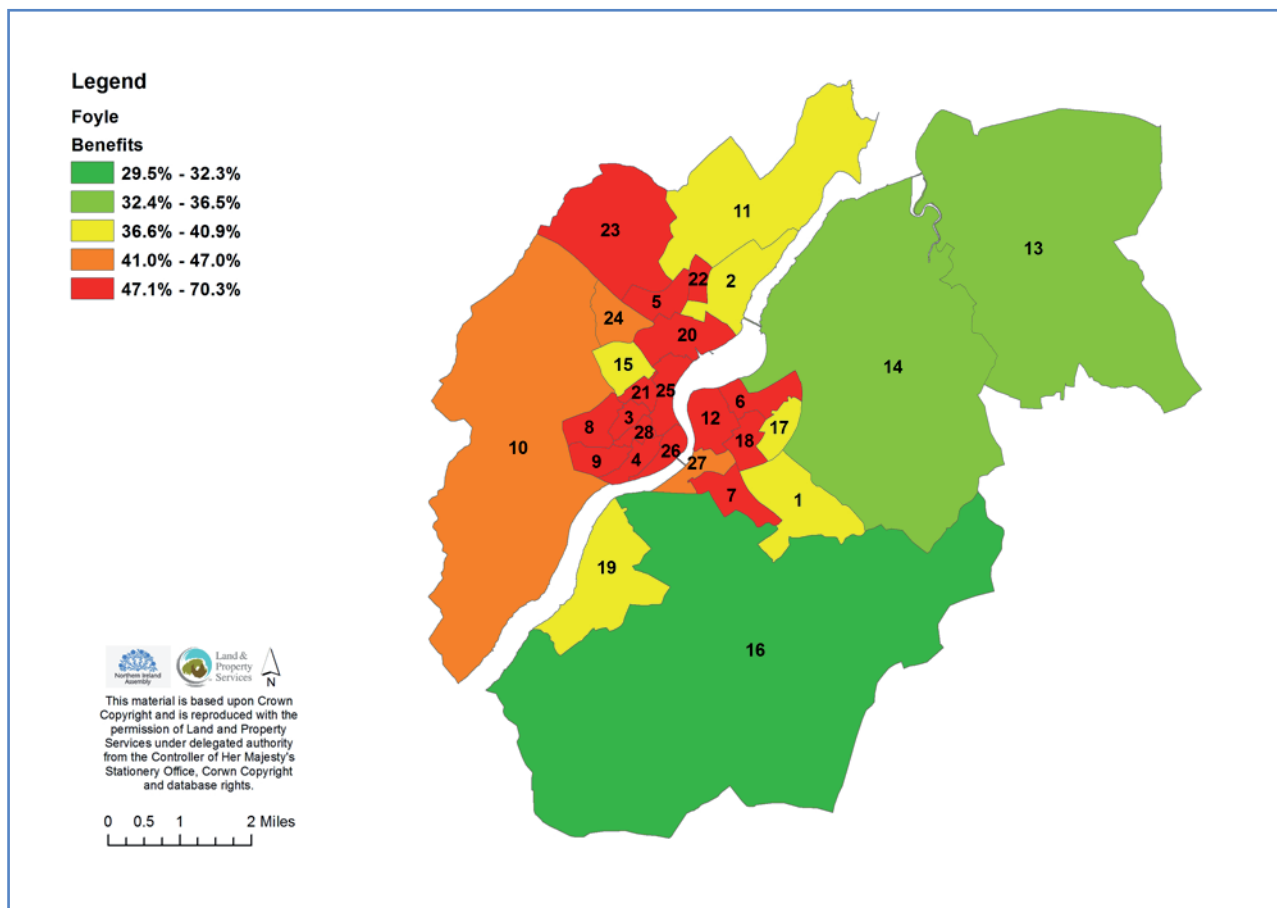 Legend
Foyle
Benefits
29.5% - 32.3%
32.4% - 36.5%
36.6% - 40.9%
41.0% - 47.0%
47.1% - 70.3%
11
23
13
22
2
5
24
20
15
14
21
25
6
8
3
12
17
28
18
10
26
9
4
27
7
1
19
16
Northern Ireland
Assembly
Land &
Property
Services
N
This material is based upon Crown
Copyright and is reproduced with the
permission of Land and Property
Services under delegated authority
from the Controller of Her Majesty's
Stationery Office, Corwn Copyright
and database rights.
0 0.5 1 2 Miles